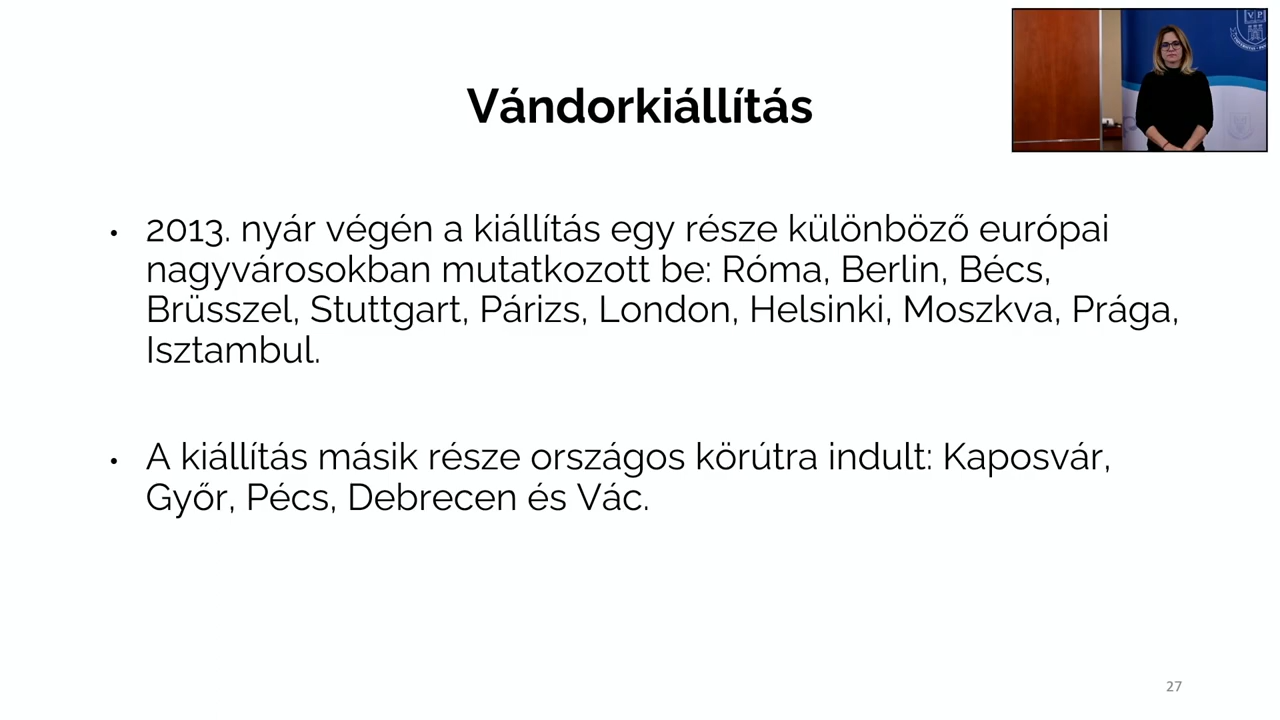 Vándorkiállítás
• 2013. nyár végén a kiállítás egy része különböző európai
nagyvárosokban mutatkozott be: Róma, Berlin, Bécs,
Brüsszel, Stuttgart, Párizs, London, Helsinki, Moszkva, Prága,
Isztambul.
• A kiállítás másik része országos körútra indult: Kaposvár,
Győr, Pécs, Debrecen és Vác.
27